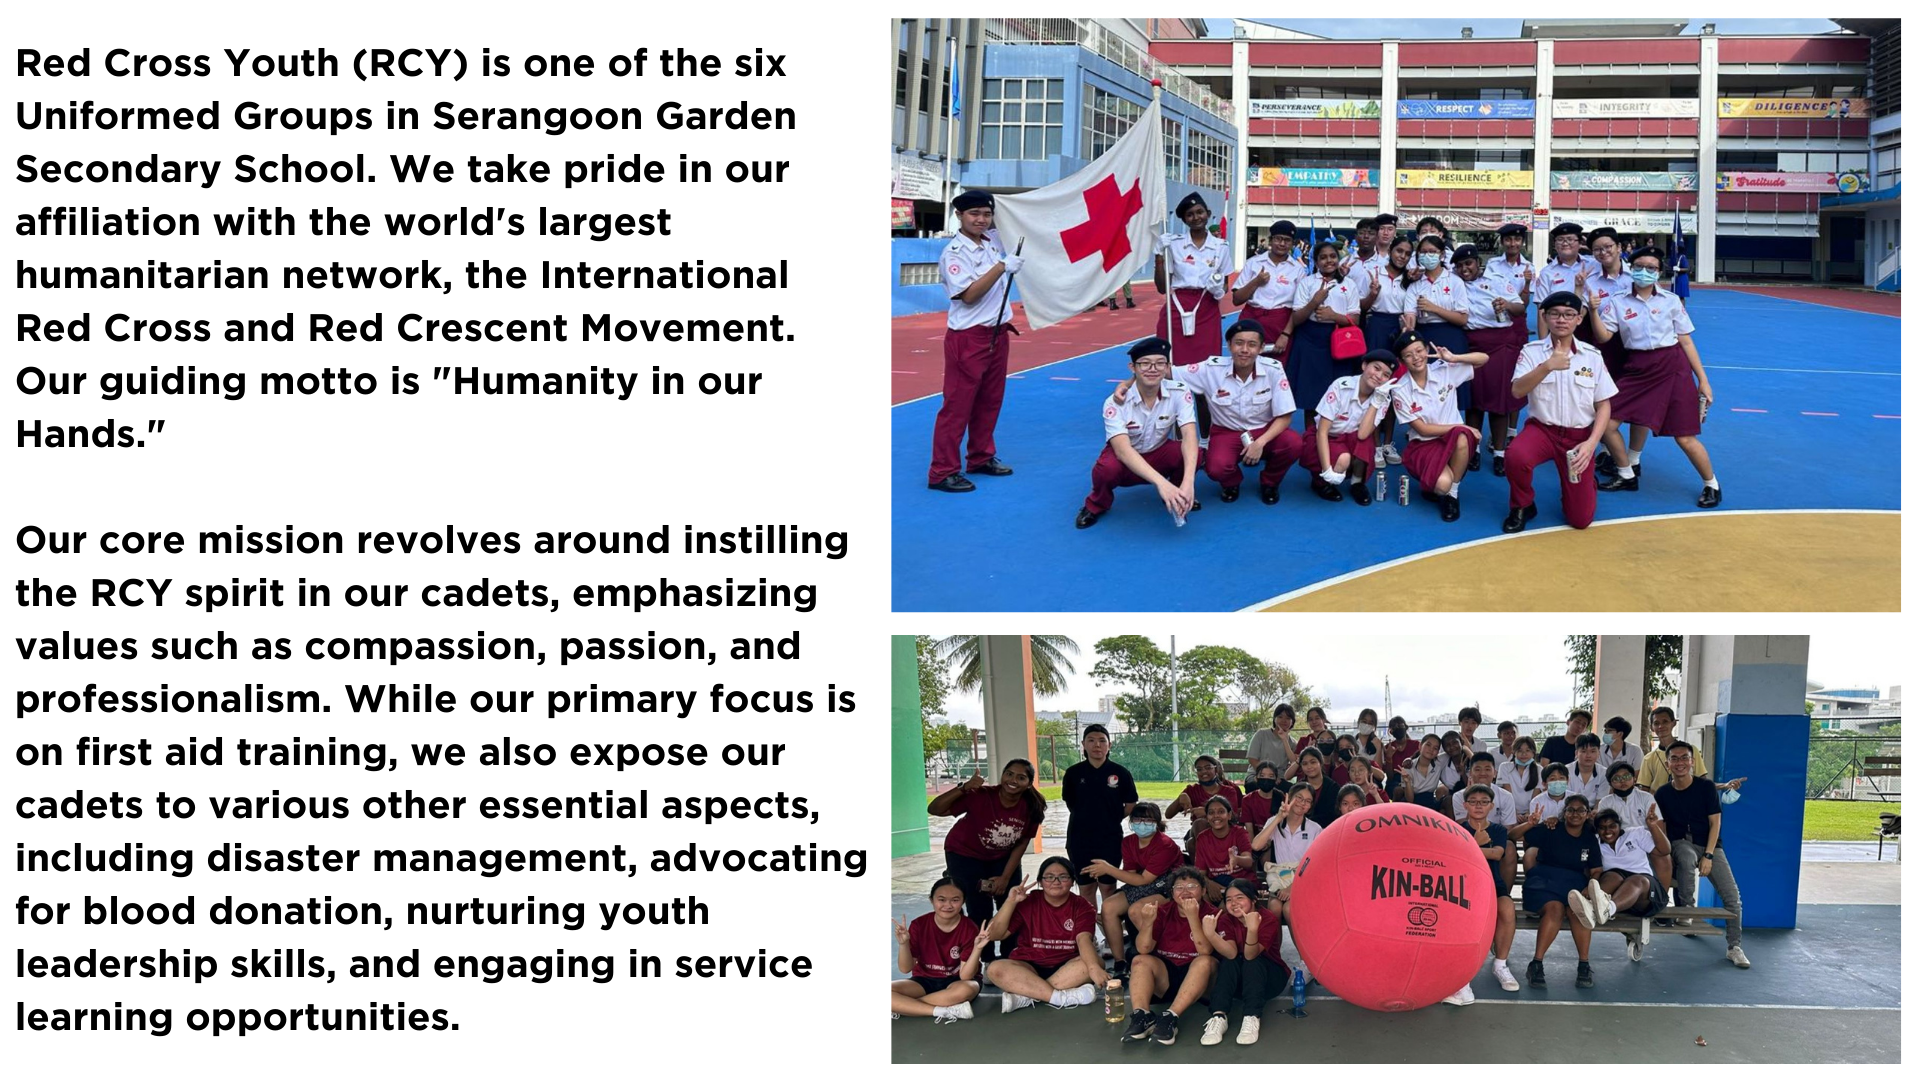 Red Cross Youth (RCY) is one of the six
Uniformed Groups in Serangoon Garden
Secondary School. We take pride in our
affiliation with the world's largest
humanitarian network, the International
Red Cross and Red Crescent Movement.
Our guiding motto is "Humanity in our
Hands."
Our core mission revolves around instilling
the RCY spirit in our cadets, emphasizing
values such as compassion, passion, and
professionalism. While our primary focus is
on first aid training, we also expose our
cadets to various other essential aspects,
including disaster management, advocating
for blood donation, nurturing youth
leadership skills, and engaging in service
learning opportunities.
PERSEVERANCE
RESPECT
INTEGRITY
DILIGENCE
EMPATHY
RESILIENCE
COMPASSION
Gratitude
GRACE
OMNIKIN
OFFICIAL
KIN-BALL
INTERNATIONAL
KIN-BALL SPORT
FEDERATION